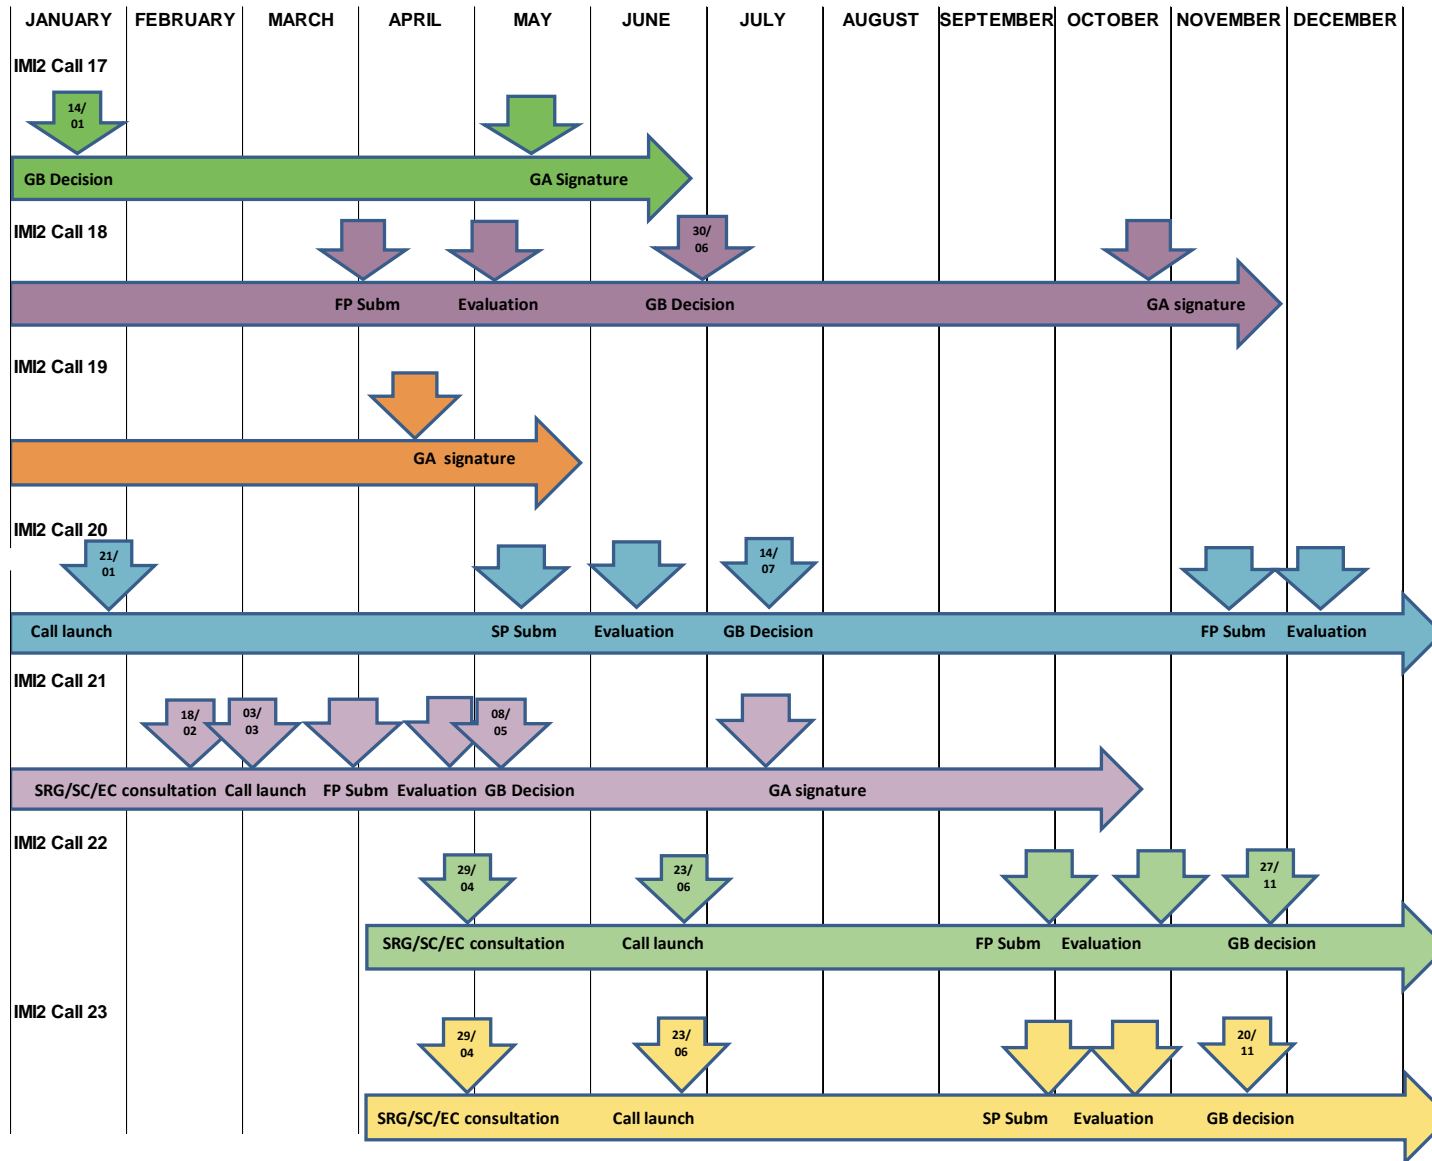 JANUARY FEBRUARY MARCH APRIL MAY JUNE JULY AUGUST SEPTEMBER OCTOBER NOVEMBER DECEMBER
IMI2 Call 17
14/
01
GB Decision GA Signature
IMI2 Call 18
30/
06
FP Subm Evaluation GB Decision GA signature
IMI2 Call 19
GA signature
IMI2 Call 20
21/ 14/
01 07
Call launch SP Subm Evaluation GB Decision FP Subm Evaluation
IMI2 Call 21
18/ 03/ 08/
02 03 05
SRG/SC/EC consultation Call launch FP Subm Evaluation GB Decision GA signature
IMI2 Call 22
29/ 23/ 27/
04 06 11
SRG/SC/EC consultation Call launch FP Subm Evaluation GB decision
IMI2 Call 23
29/ 23/ 20/
04 06 11
SRG/SC/EC consultation Call launch SP Subm Evaluation GB decision